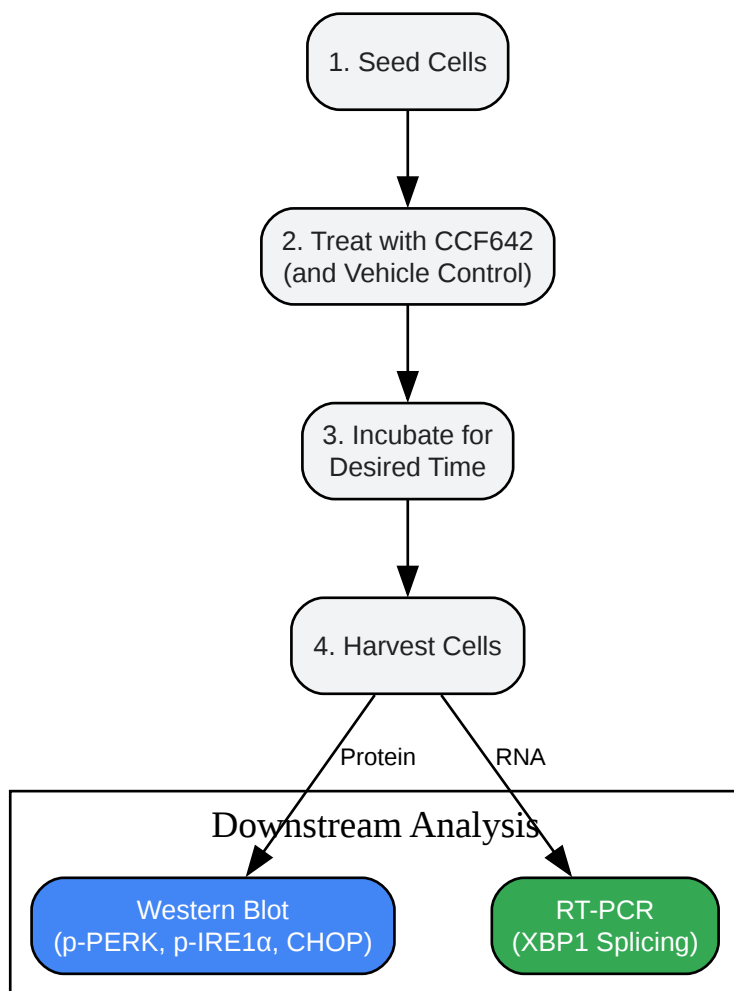 1. Seed Cells
2. Treat with CCF642
(and Vehicle Control)
3. Incubate for
Desired Time
4. Harvest Cells
Protein
RNA
Downstream Analysis
Western Blot
(p-PERK, p-IRE1α, CHOP)
RT-PCR
(XBP1 Splicing)